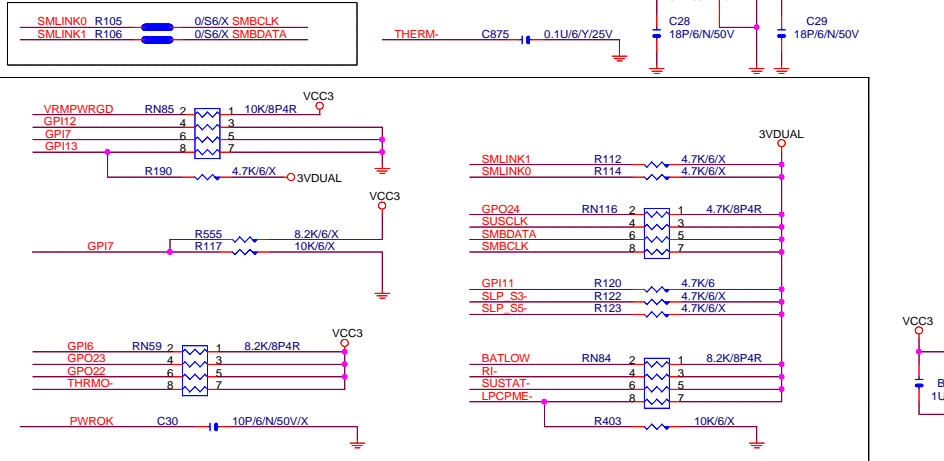 SMLINK0 R105 0/S6/X SMBCLK
SMLINK1 R106 0/S6/X SMBDATA
THERM- C875 0.1U/6/Y/25V
C28
18P/6/N/50V
C29
18P/6/N/50V
VCC3
VRMPWRGD RN85 2 1 10K/8P4R
GPI12 4 3
GPI7 6 5
GPI13 8 7
R190 4.7K/6/X 3VDUAL
VCC3
R555 8.2K/6/X
GPI7 R117 10K/6/X
VCC3
GPI6 RN59 2 1 8.2K/8P4R
GPO23 4 3
GPO22 6 5
THRMO- 8 7
PWROK C30 10P/6/N/50V/X
3VDUAL
SMLINK1 R112 4.7K/6/X
SMLINK0 R114 4.7K/6/X
GPO24 RN116 2 1 4.7K/8P4R
SUSCLK 4 3
SMBDATA 6 5
SMBCLK 8 7
GPI11 R120 4.7K/6
SLP_S3- R122 4.7K/6/X
SLP_S5- R123 4.7K/6/X
BATLOW RN84 2 1 8.2K/8P4R
RI- 4 3
SUSTAT- 6 5
LPCPME- 8 7
R403 10K/6/X
VCC3
B
1U